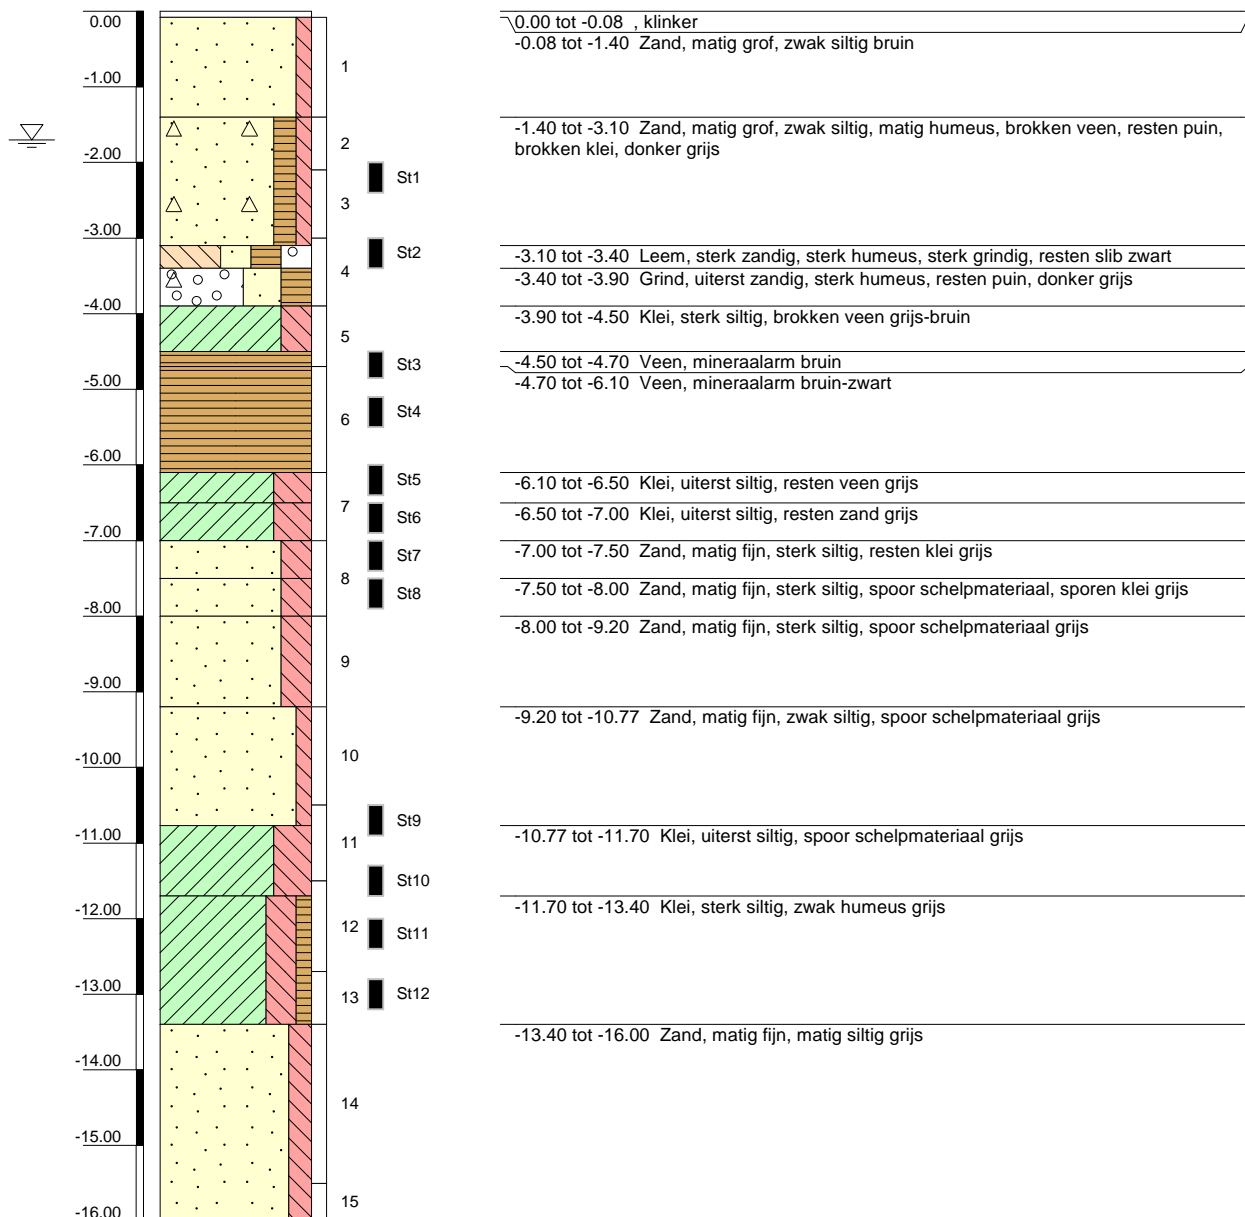 0.00
0.00 tot -0.08 , klinker
-0.08 tot -1.40 Zand, matig grof, zwak siltig bruin
1
-1.00
-1.40 tot -3.10 Zand, matig grof, zwak siltig, matig humeus, brokken veen, resten puin,
brokken klei, donker grijs
2
-2.00
St1
3
-3.00
St2
-3.10 tot -3.40 Leem, sterk zandig, sterk humeus, sterk grindig, resten slib zwart
4
-3.40 tot -3.90 Grind, uiterst zandig, sterk humeus, resten puin, donker grijs
-4.00
-3.90 tot -4.50 Klei, sterk siltig, brokken veen grijs-bruin
5
St3
-4.50 tot -4.70 Veen, mineraalarm bruin
-5.00
-4.70 tot -6.10 Veen, mineraalarm bruin-zwart
St4
6
-6.00
St5
-6.10 tot -6.50 Klei, uiterst siltig, resten veen grijs
7
St6
-6.50 tot -7.00 Klei, uiterst siltig, resten zand grijs
-7.00
St7
-7.00 tot -7.50 Zand, matig fijn, sterk siltig, resten klei grijs
8
St8
-7.50 tot -8.00 Zand, matig fijn, sterk siltig, spoor schelpmateriaal, sporen klei grijs
-8.00
-8.00 tot -9.20 Zand, matig fijn, sterk siltig, spoor schelpmateriaal grijs
9
-9.00
-9.20 tot -10.77 Zand, matig fijn, zwak siltig, spoor schelpmateriaal grijs
10
-10.00
St9
-11.00
-10.77 tot -11.70 Klei, uiterst siltig, spoor schelpmateriaal grijs
11
St10
-11.70 tot -13.40 Klei, sterk siltig, zwak humeus grijs
-12.00
12
St11
-13.00
13
St12
-13.40 tot -16.00 Zand, matig fijn, matig siltig grijs
-14.00
14
-15.00
15
-16.00